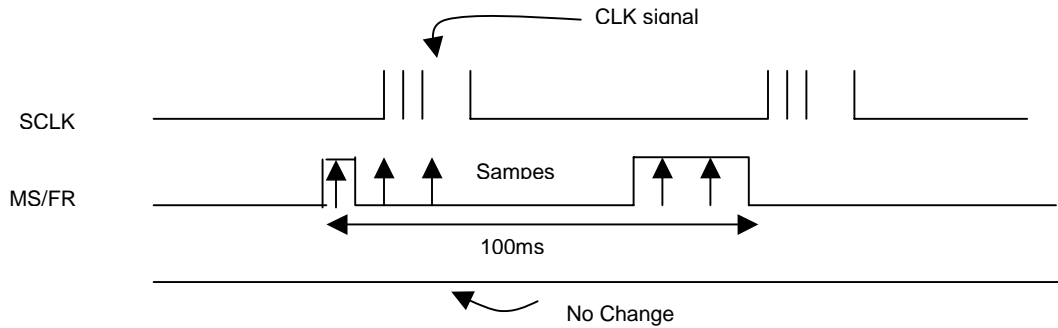 CLK signal
SCLK
Sampes
MS/FR
100ms
No Change